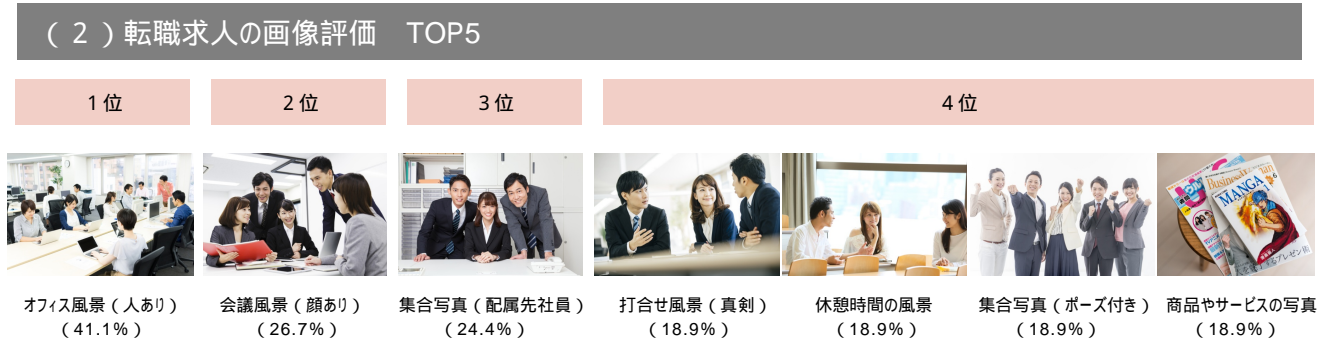 （２）転職求人の画像評価　TOP5
1位
2位
3位
4位
Business
MANGA
オフィス風景（人あり）
（41.1%）
会議風景（顔あり）
（26.7%）
集合写真（配属先社員）
（24.4%）
打合せ風景（真剣）
（18.9%）
休憩時間の風景
（18.9%）
集合写真（ポーズ付き）
（18.9%）
商品やサービスの写真
（18.9%）